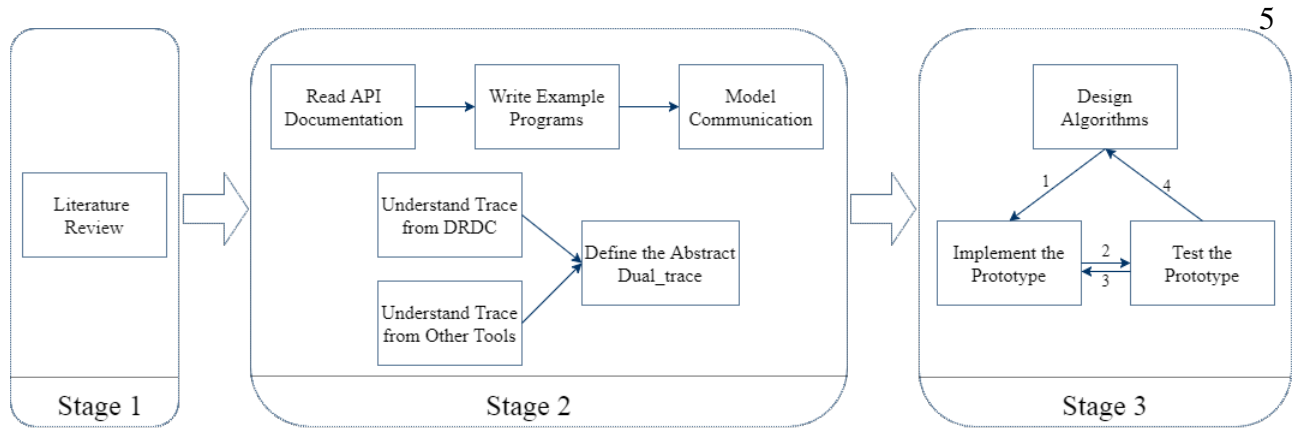 5
Read API
Documentation
Write Example
Programs
Model
Communication
Design
Algorithms
Literature
Review
Understand Trace
from DRDC
Understand Trace
from Other Tools
Define the Abstract
Dual_trace
1
4
Implement the
Prototype
2
3
Test the
Prototype
Stage 1
Stage 2
Stage 3